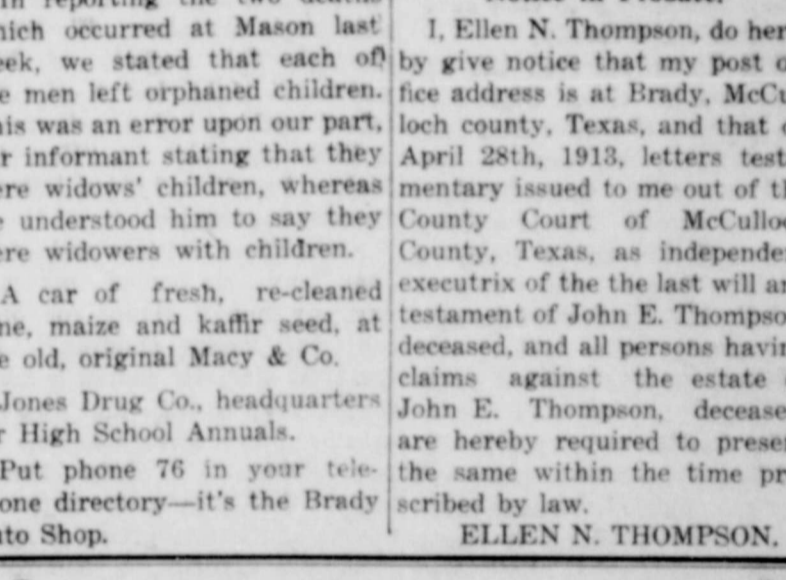 in reporting the two deaths
hich occurred at Mason last
eek, we stated that each of
e men left orphaned children.
his was an error upon our part,
r informant stating that they
ere widows' children, whereas
e understood him to say they
ere widowers with children.
A car of fresh, re-cleaned
ne, maize and kaffir seed, at
e old, original Macy & Co.
Jones Drug Co., headquarters
r High School Annuals.
Put phone 76 in your tele-
one directory—it's the Brady
uto Shop.
I, Ellen N. Thompson, do her
by give notice that my post o
fice address is at Brady, McCu
loch county, Texas, and that o
April 28th, 1913, letters test
mentary issued to me out of th
County Court of McCulloc
County, Texas, as independe
executrix of the the last will an
testament of John E. Thompso
deceased, and all persons havin
claims against the estate
John E. Thompson, decease
are hereby required to prese
the same within the time pr
scribed by law.
ELLEN N. THOMPSON.